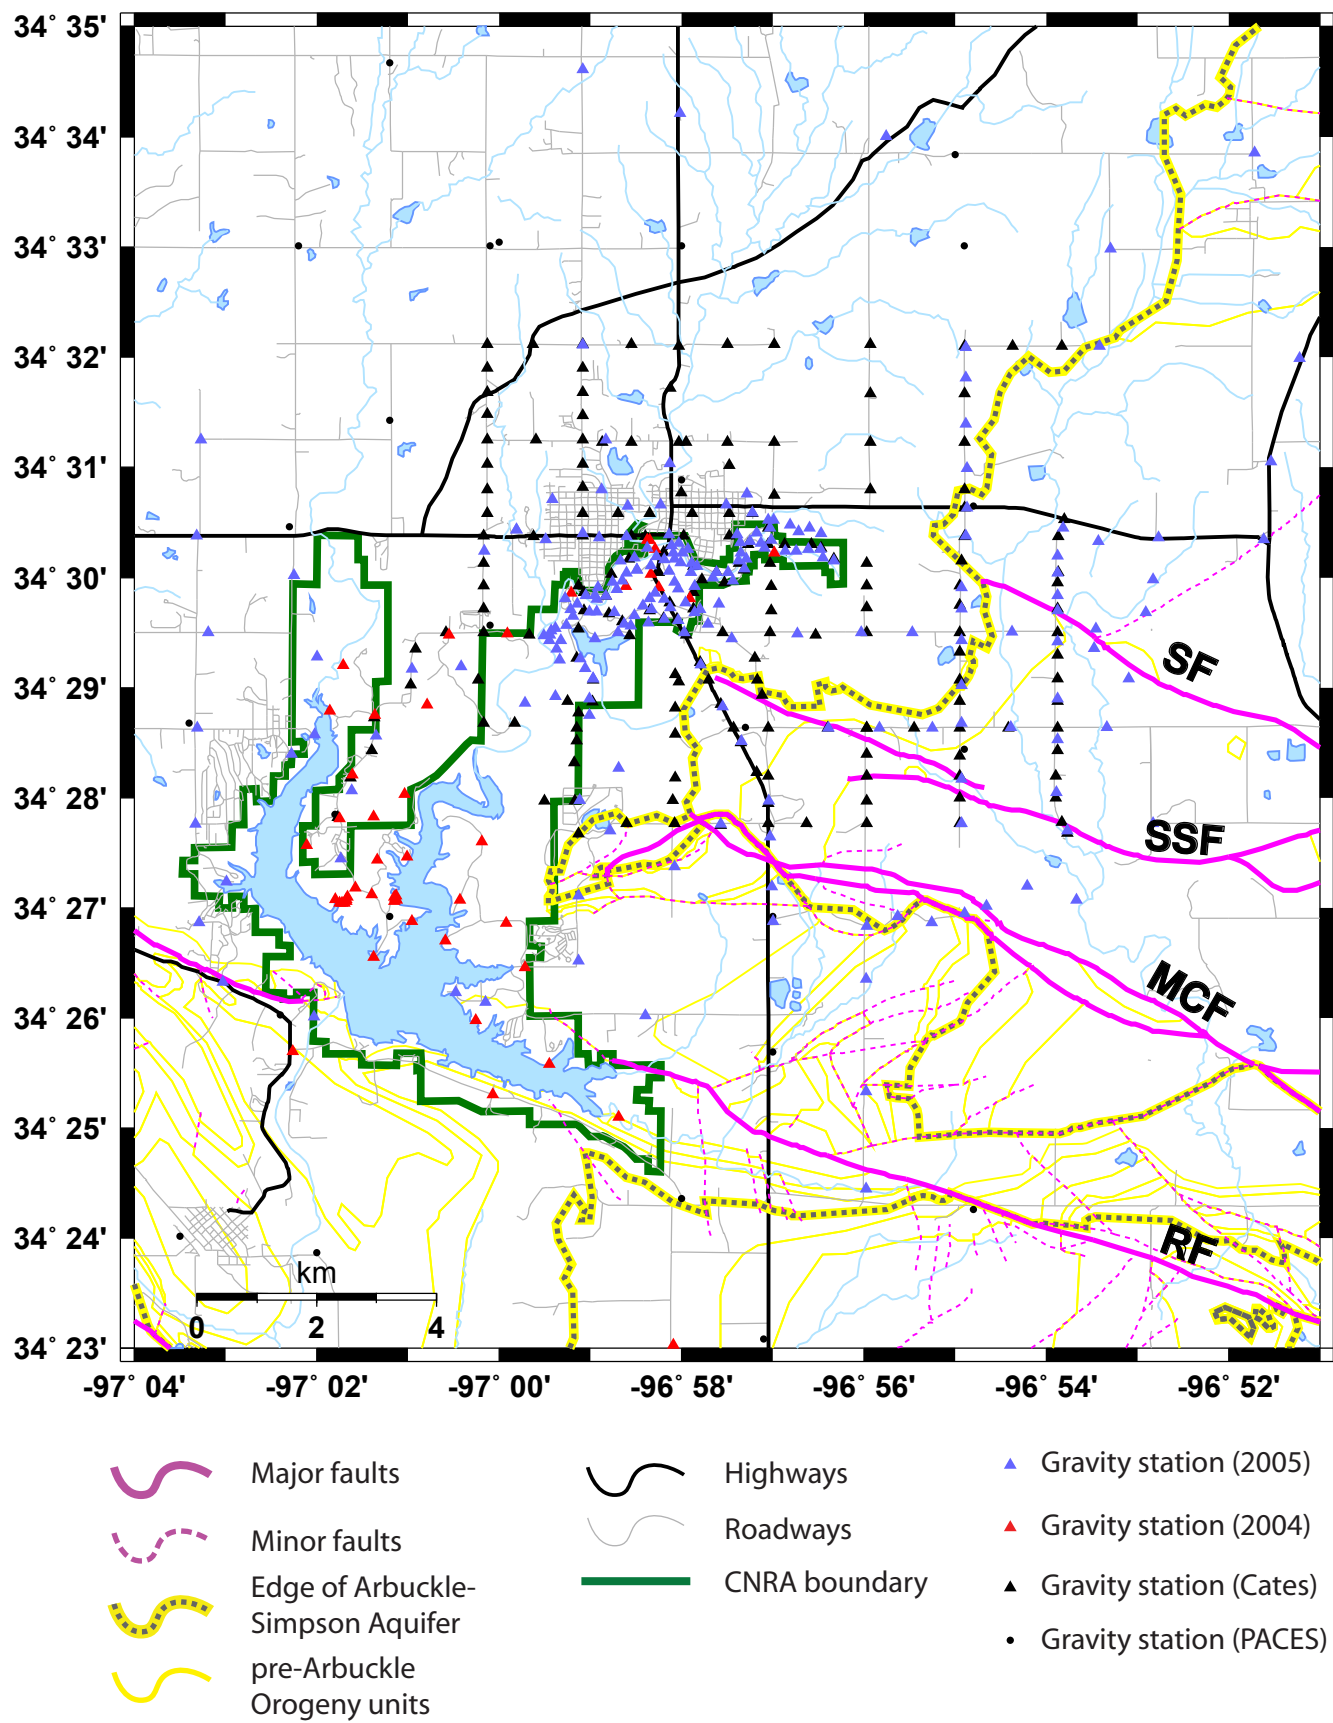 34° 35'
34° 34'
34° 33'
34° 32'
34° 31'
34° 30'
34° 29'
34° 28'
34° 27'
34° 26'
34° 25'
34° 24'
34° 23'
SF
SSF
MCF
RF
km
0 2 4
-97° 04' -97° 02' -97° 00' -96° 58' -96° 56' -96° 54' -96° 52'
Major faults
Minor faults
Edge of Arbuckle-
Simpson Aquifer
pre-Arbuckle
Orogeny units
Highways
Roadways
CNRA boundary
Gravity station (2005)
Gravity station (2004)
Gravity station (Cates)
Gravity station (PACES)